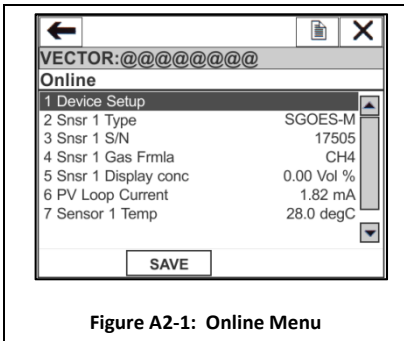 VECTOR:@@@@@@@@
Online
1 Device Setup
2 Snsr 1 Type SGOES-M
3 Snsr 1 S/N 17505
4 Snsr 1 Gas Frmla CH4
5 Snsr 1 Display conc 0.00 Vol %
6 PV Loop Current 1.82 mA
7 Sensor 1 Temp 28.0 degC
SAVE
Figure A2-1: Online Menu